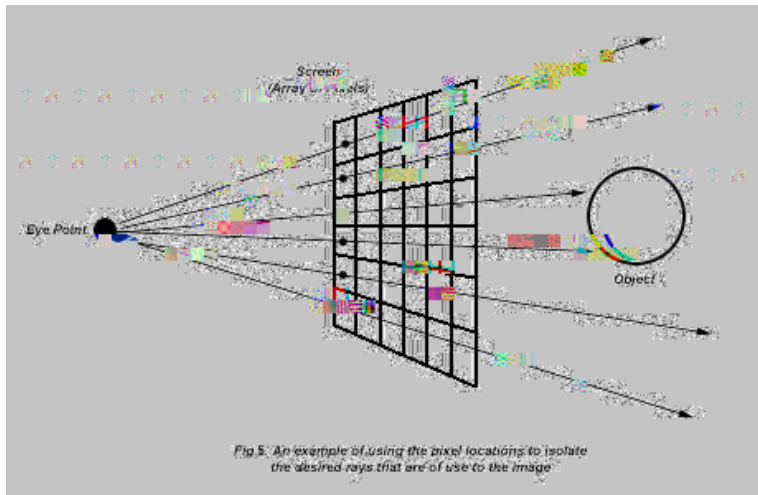 Screen
(Array
Eye Point
Object
Fig 5. An example of using the pixel locations to isolate
the desired rays that are of use to the image